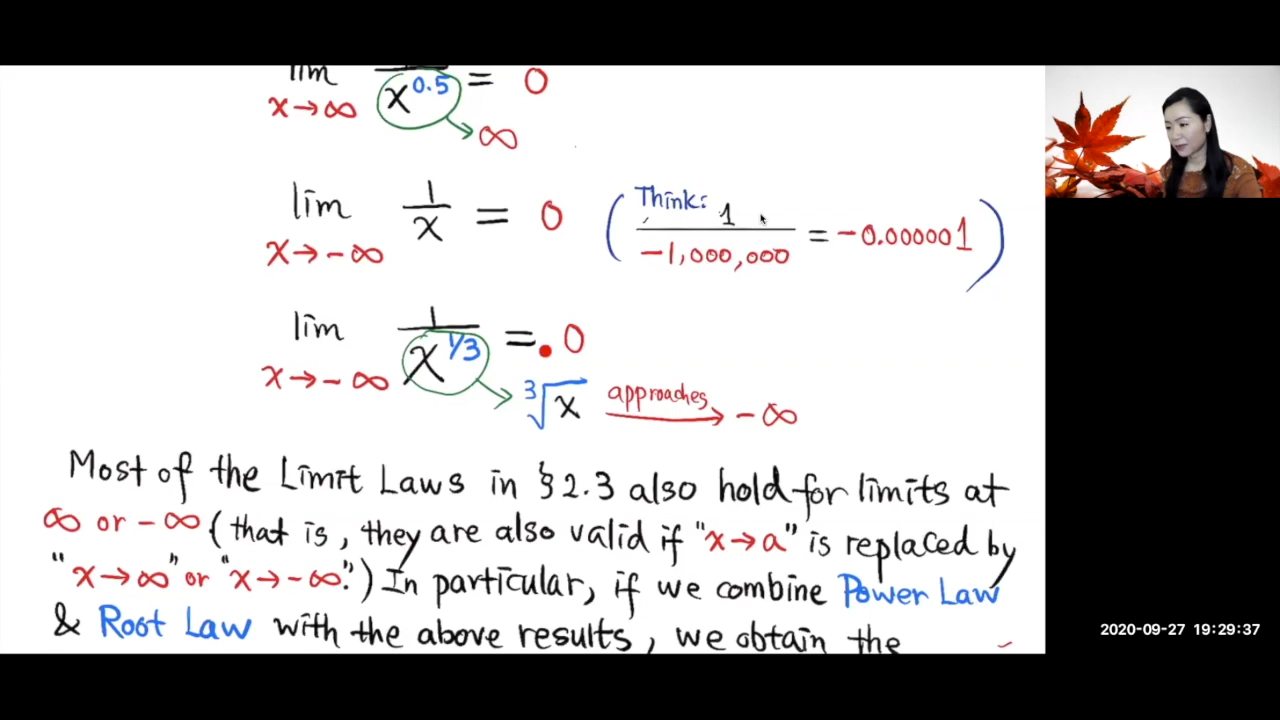 lim 1/x^0.5 = 0
x→∞ → ∞
lim 1/x = 0 (Think: 1/-1,000,000 = -0.000001)
x→-∞
lim 1/x^1/3 = 0
x→-∞ → ∛x approaches → -∞
Most of the Limit Laws in §2.3 also hold for limits at
∞ or -∞ (that is, they are also valid if "x→a" is replaced by
"x→∞" or "x→-∞".) In particular, if we combine Power Law
& Root Law with the above results, we obtain the
2020-09-27 19:29:37